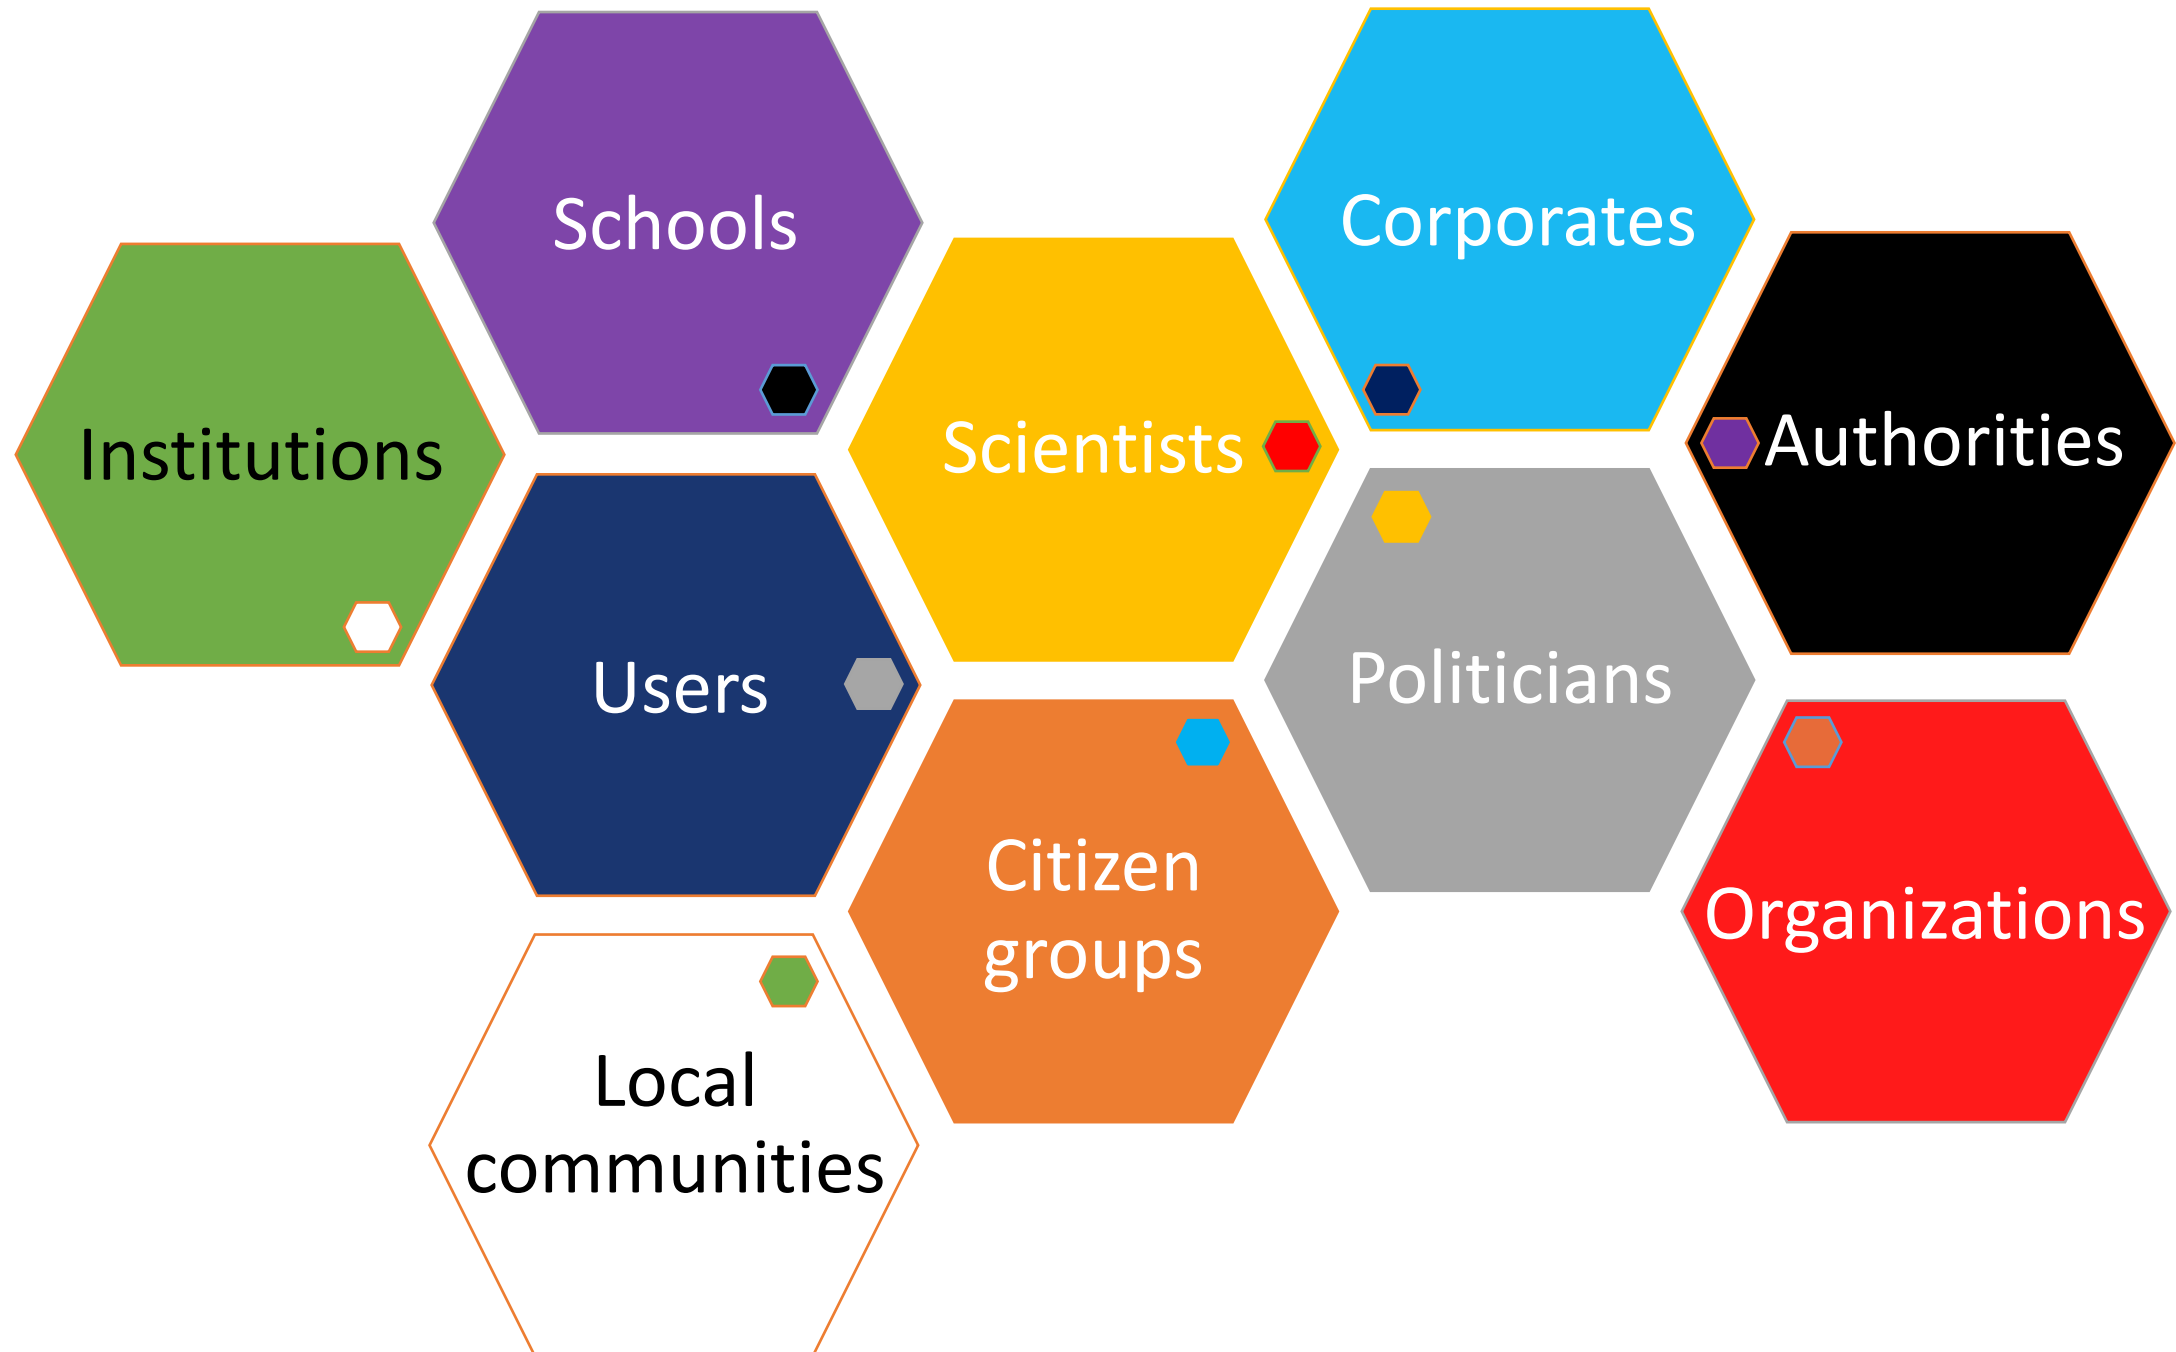 Schools
Corporates
Institutions
Scientists
Authorities
Users
Politicians
Citizen
groups
Organizations
Local
communities